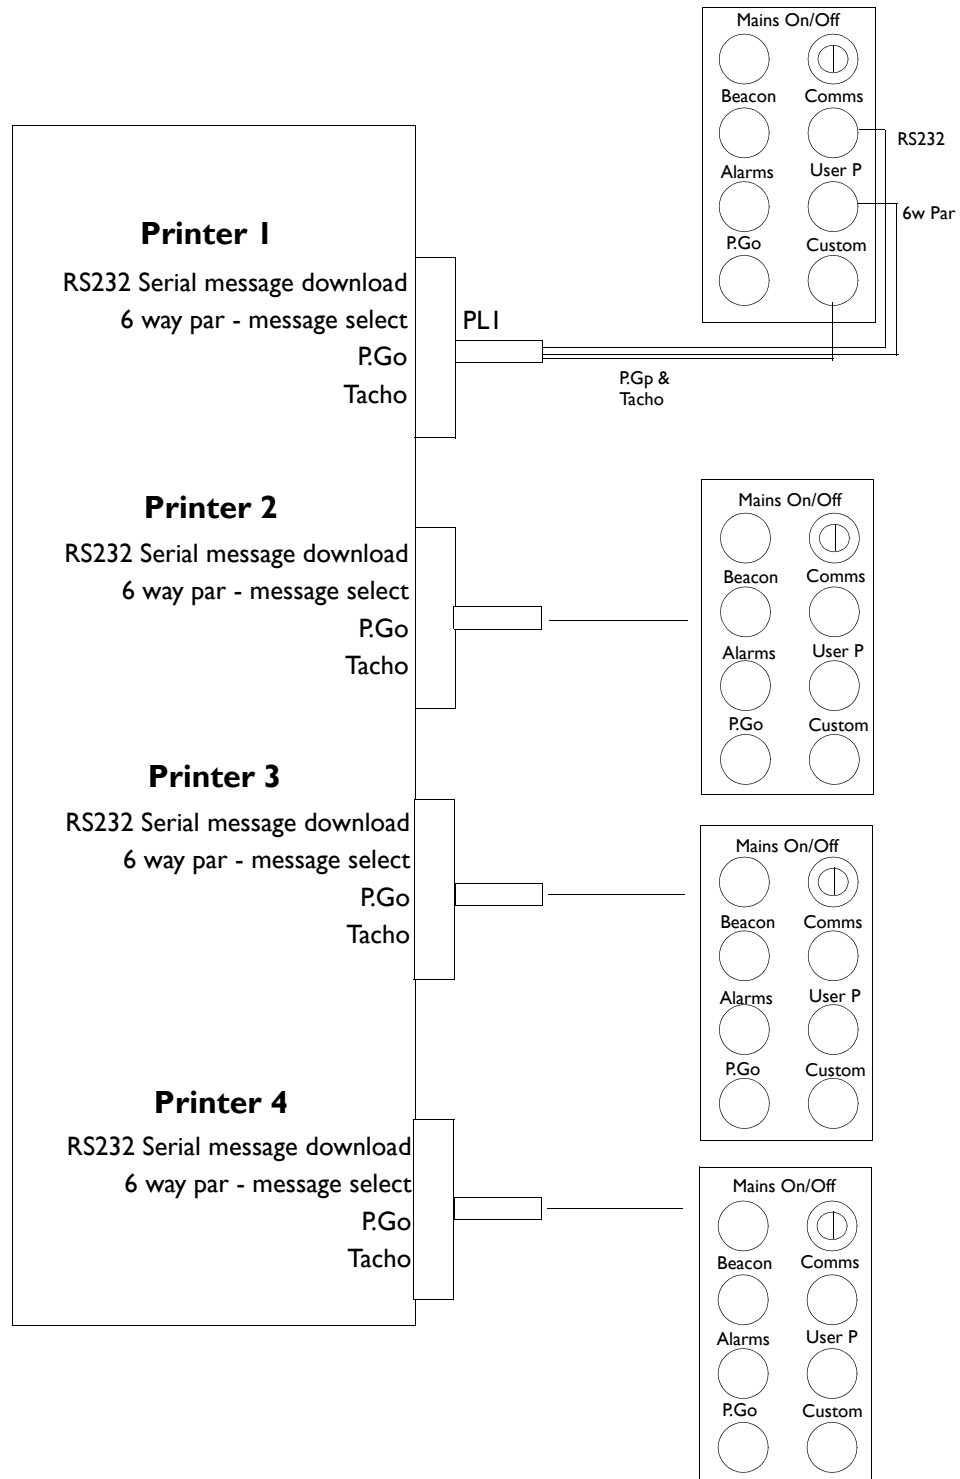 Mains On/Off
Beacon Comms
RS232
Alarms User P
6w Par
P.Go Custom
Printer 1
RS232 Serial message download
6 way par - message select
PL1
P.Go
P.Gp &
Tacho
Tacho
Printer 2
RS232 Serial message download
6 way par - message select
P.Go
Tacho
Mains On/Off
Beacon Comms
Alarms User P
P.Go Custom
Printer 3
RS232 Serial message download
6 way par - message select
P.Go
Tacho
Mains On/Off
Beacon Comms
Alarms User P
P.Go Custom
Printer 4
RS232 Serial message download
6 way par - message select
P.Go
Tacho
Mains On/Off
Beacon Comms
Alarms User P
P.Go Custom